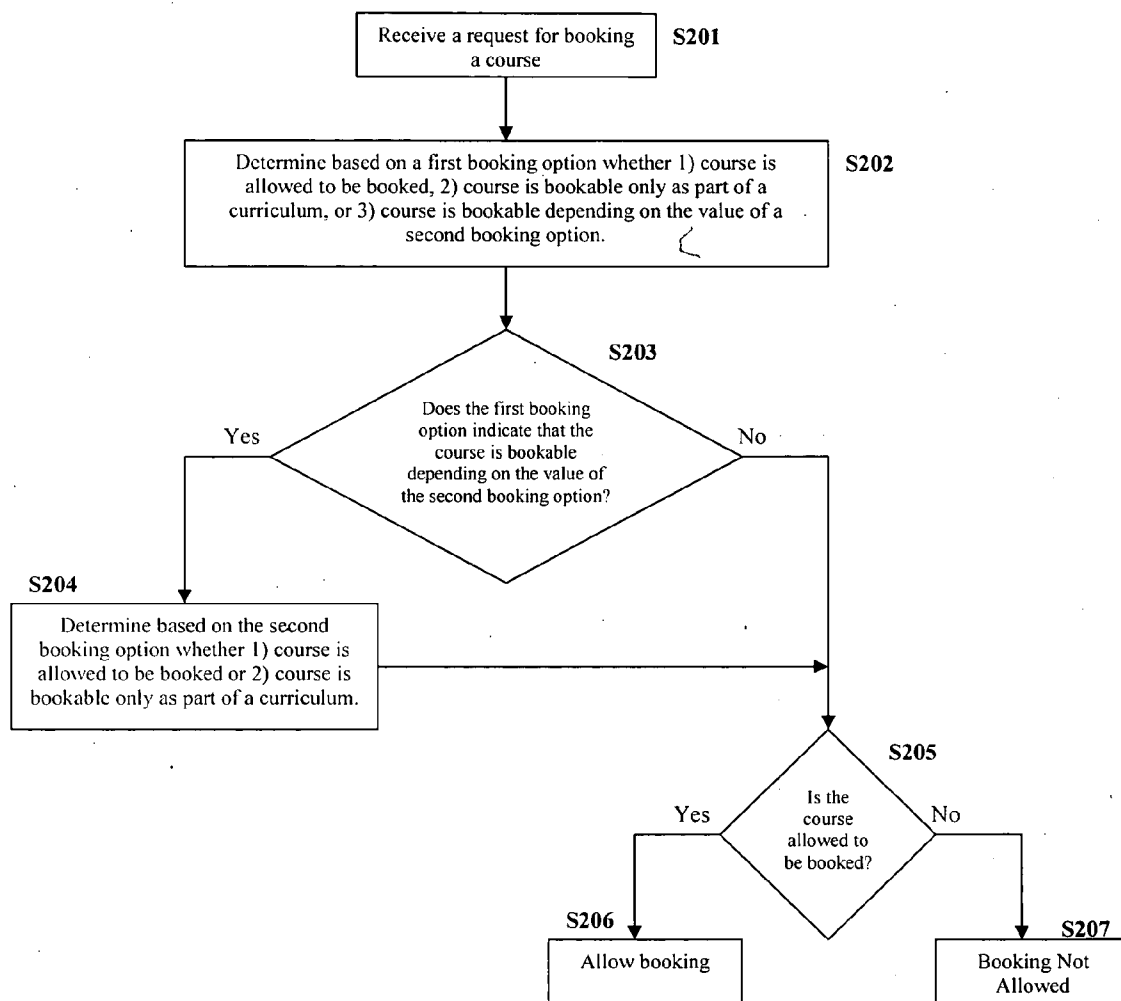 Receive a request for booking
a course
S201
Determine based on a first booking option whether 1) course is
allowed to be booked, 2) course is bookable only as part of a
curriculum, or 3) course is bookable depending on the value of a
second booking option.
S202
S203
Does the first booking
option indicate that the
course is bookable
depending on the value of
the second booking option?
Yes
No
S204
Determine based on the second
booking option whether 1) course is
allowed to be booked or 2) course is
bookable only as part of a curriculum.
S205
Is the
course
allowed to
be booked?
Yes
No
S206
Allow booking
S207
Booking Not
Allowed